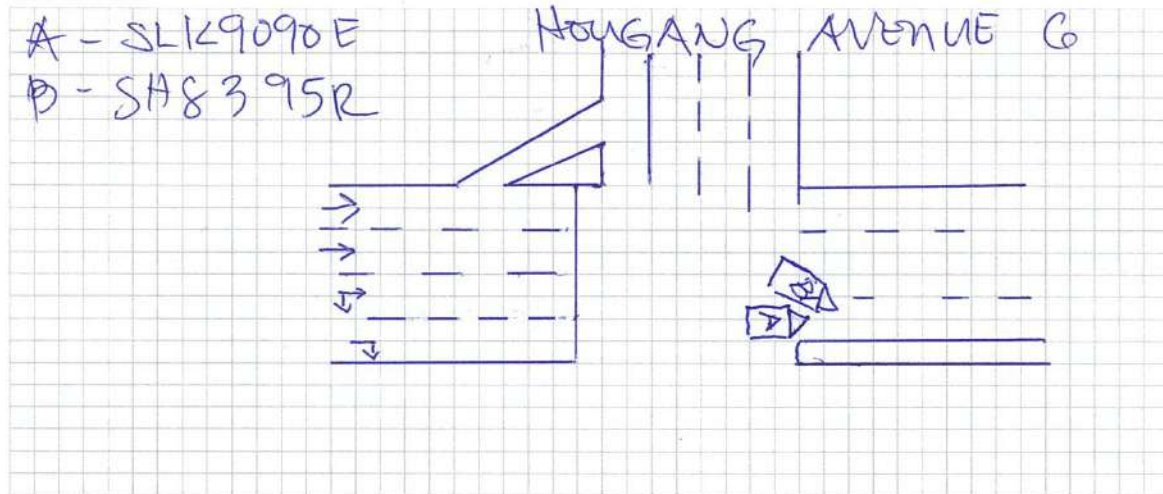 A - SLK9090E
HOUGANG AVENUE 6
B - SH8395R
B
A